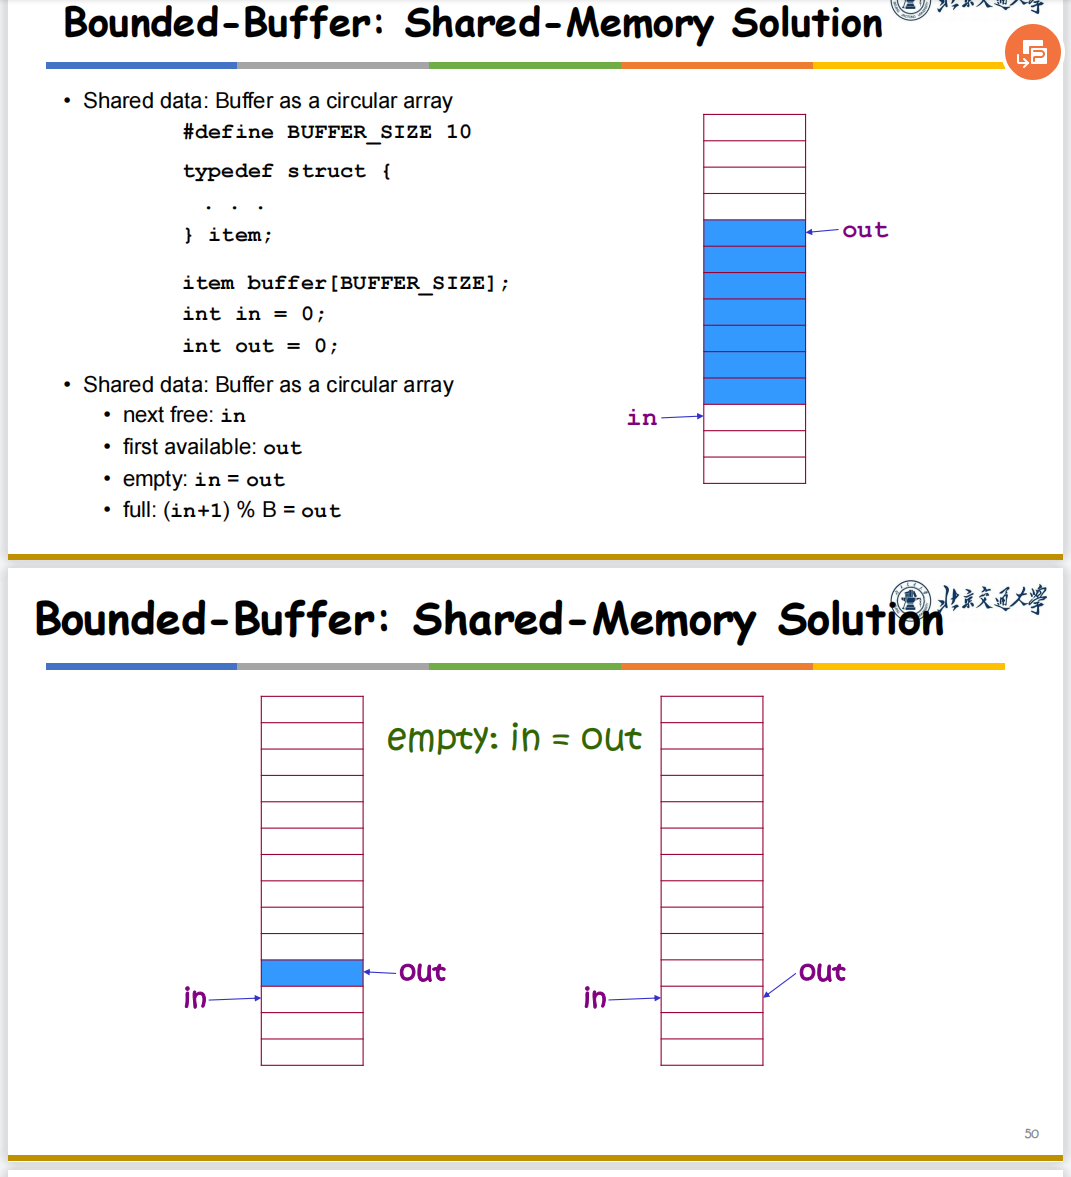 Bounded-Buffer: Shared-Memory Solution
• Shared data: Buffer as a circular array
#define BUFFER_SIZE 10
typedef struct {
. . .
} item;
item buffer[BUFFER_SIZE];
int in = 0;
int out = 0;
• Shared data: Buffer as a circular array
• next free: in
• first available: out
• empty: in = out
• full: (in+1) % B = out
out
in
北京交通大学
Bounded-Buffer: Shared-Memory Solution
empty: in = out
out
in
out
in
50